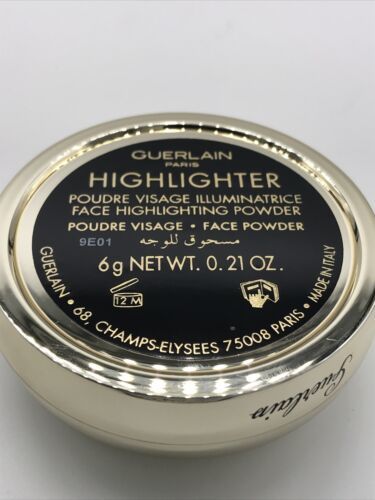 GUERLAIN
PARIS
HIGHLIGHTER
POUDRE VISAGE ILLUMINATRICE
FACE HIGHLIGHTING POWDER
POUDRE VISAGE • FACE POWDER
مسحوق للوجه
9E01
6g NET WT. 0.21 OZ.
12 M
GUERLAIN • 68, CHAMPS-ELYSEES 75008 PARIS • MADE IN ITALY
Guerlain